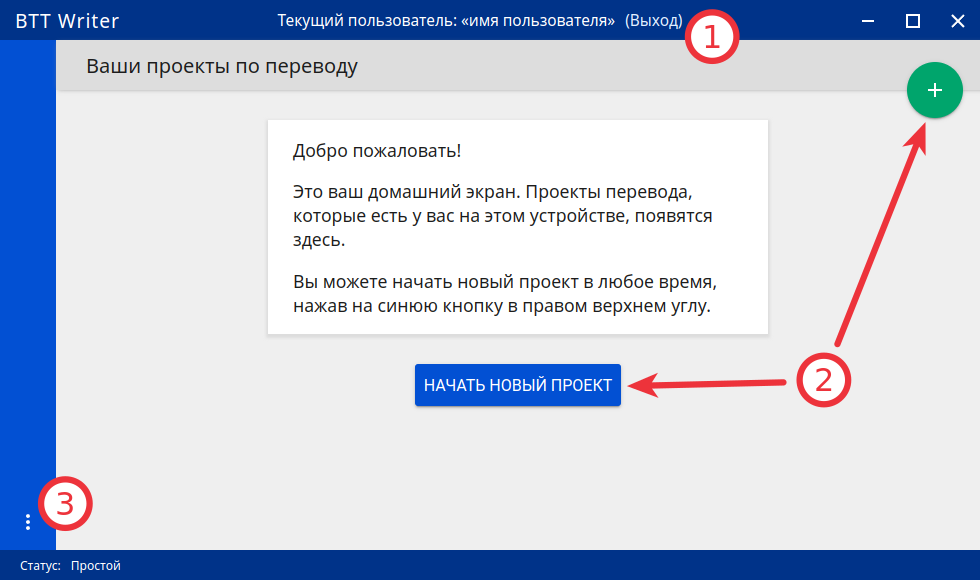 BTT Writer
Текущий пользователь: «имя пользователя» (Выход)
1
Ваши проекты по переводу
+
Добро пожаловать!
Это ваш домашний экран. Проекты перевода,
которые есть у вас на этом устройстве, появятся
здесь.
Вы можете начать новый проект в любое время,
нажав на синюю кнопку в правом верхнем углу.
НАЧАТЬ НОВЫЙ ПРОЕКТ
2
3
Статус: Простой